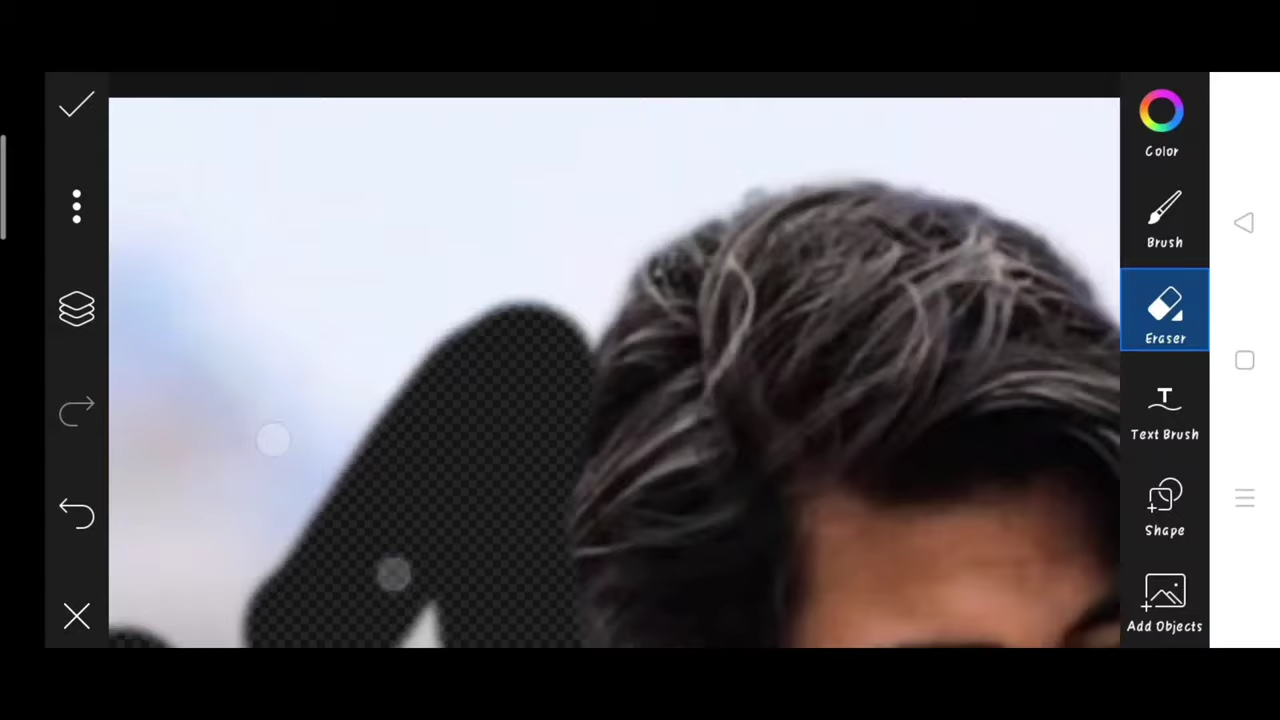 Color
Brush
Eraser
Text Brush
Shape
Add Objects